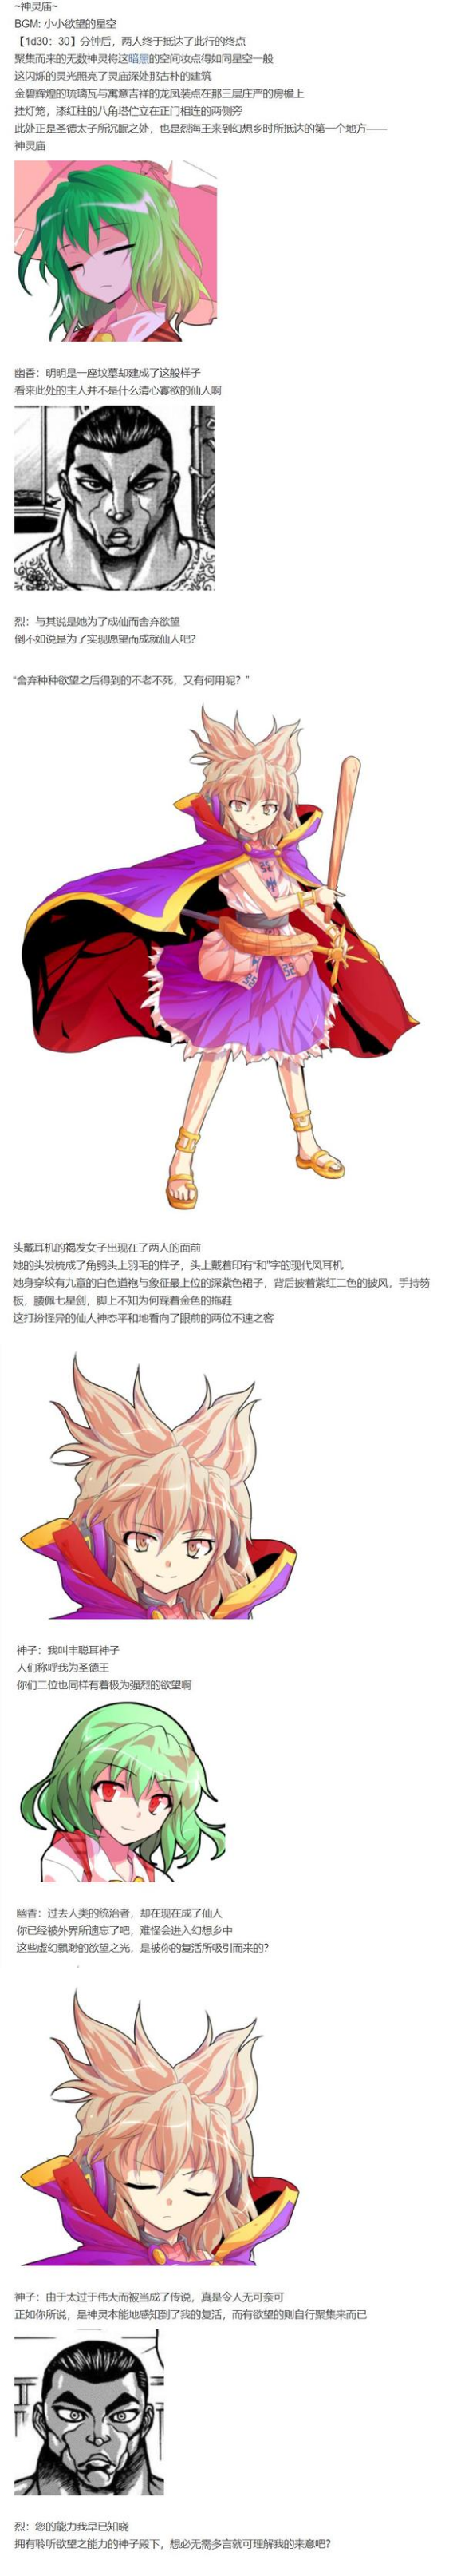 ~神灵庙~
BGM: 小小欲望的星空
【1d30：30】分钟后，两人终于抵达了此行的终点
聚集而来的无数神灵将这暗黑的空间妆点得如同星空一般
这闪烁的灵光照亮了灵庙深处那古朴的建筑
金碧辉煌的琉璃瓦与寓意吉祥的龙凤装点在那三层庄严的房檐上
挂灯笼，漆红柱的八角塔伫立在正门相连的两侧旁
此处正是圣德太子所沉眠之处，也是烈海王来到幻想乡时所抵达的第一个地方——
神灵庙
幽香：明明是一座坟墓却建成了这般样子
看来此处的主人并不是什么清心寡欲的仙人啊
烈：与其说是她为了成仙而舍弃欲望
倒不如说是为了实现愿望而成就仙人吧？
“舍弃种种欲望之后得到的不老不死，又有何用呢？”
头戴耳机的褐发女子出现在了两人的面前
她的头发梳成了角鸮头上羽毛的样子，头上戴着印有“和”字的现代风耳机
她身穿纹有九章的白色道袍与象征最上位的深紫色裙子，背后披着紫红二色的披风，手持笏
板，腰佩七星剑，脚上不知为何踩着金色的拖鞋
这打扮怪异的仙人神态平和地看向了眼前的两位不速之客
神子：我叫丰聪耳神子
人们称呼我为圣德王
你们二位也同样有着极为强烈的欲望啊
幽香：过去人类的统治者，却在现在成了仙人
你已经被外界所遗忘了吧，难怪会进入幻想乡中
这些虚幻飘渺的欲望之光，是被你的复活所吸引而来的？
神子：由于太过于伟大而被当成了传说，真是令人无可奈何
正如你所说，是神灵本能地感知到了我的复活，而有欲望的则自行聚集来而已
烈：您的能力我早已知晓
拥有聆听欲望之能力的神子殿下，想必无需多言就可理解我的来意吧？